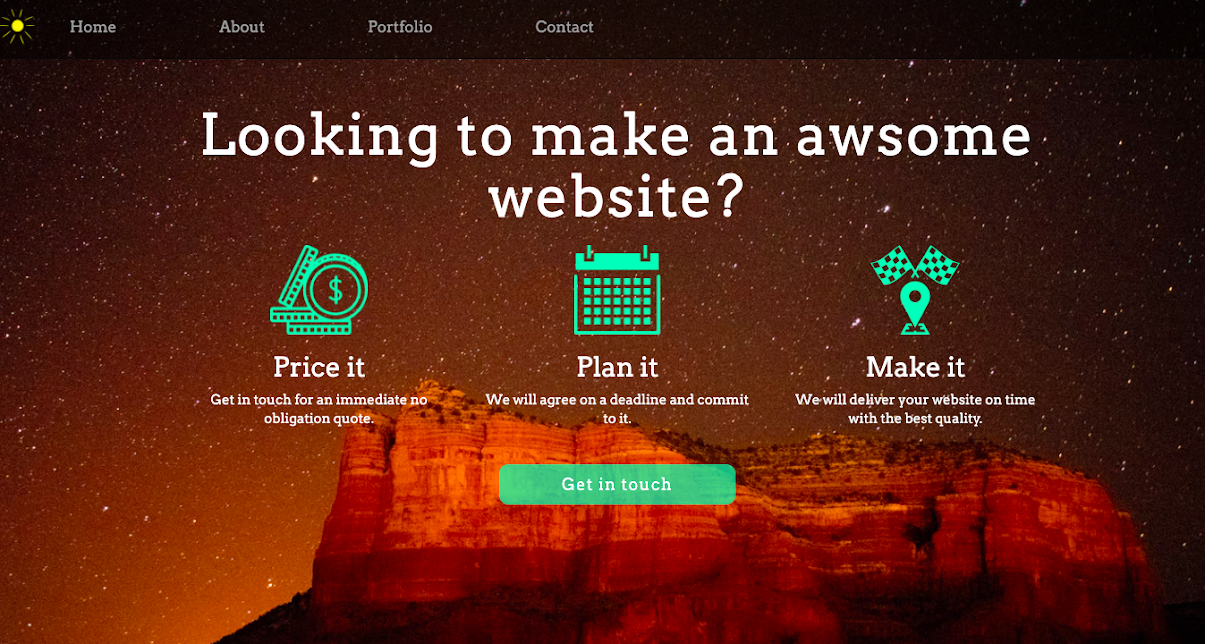 Home About Portfolio Contact
Looking to make an awsome
website?
$
Price it
Get in touch for an immediate no
obligation quote.
Plan it
We will agree on a deadline and commit
to it.
Make it
We will deliver your website on time
with the best quality.
Get in touch